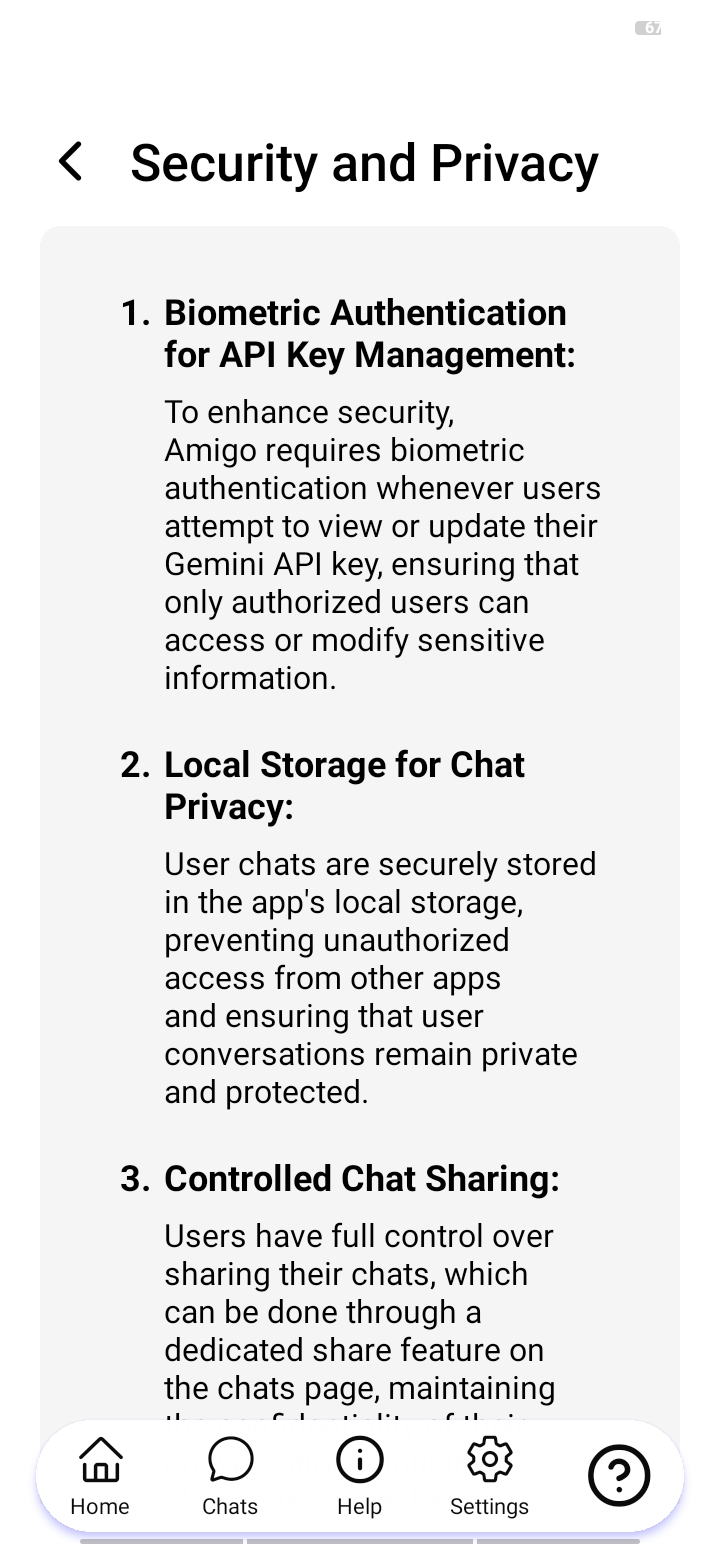 67
Security and Privacy
1. Biometric Authentication
for API Key Management:
To enhance security,
Amigo requires biometric
authentication whenever users
attempt to view or update their
Gemini API key, ensuring that
only authorized users can
access or modify sensitive
information.
2. Local Storage for Chat
Privacy:
User chats are securely stored
in the app's local storage,
preventing unauthorized
access from other apps
and ensuring that user
conversations remain private
and protected.
3. Controlled Chat Sharing:
Users have full control over
sharing their chats, which
can be done through a
dedicated share feature on
the chats page, maintaining
the confidentiality of their
Home Chats Help Settings